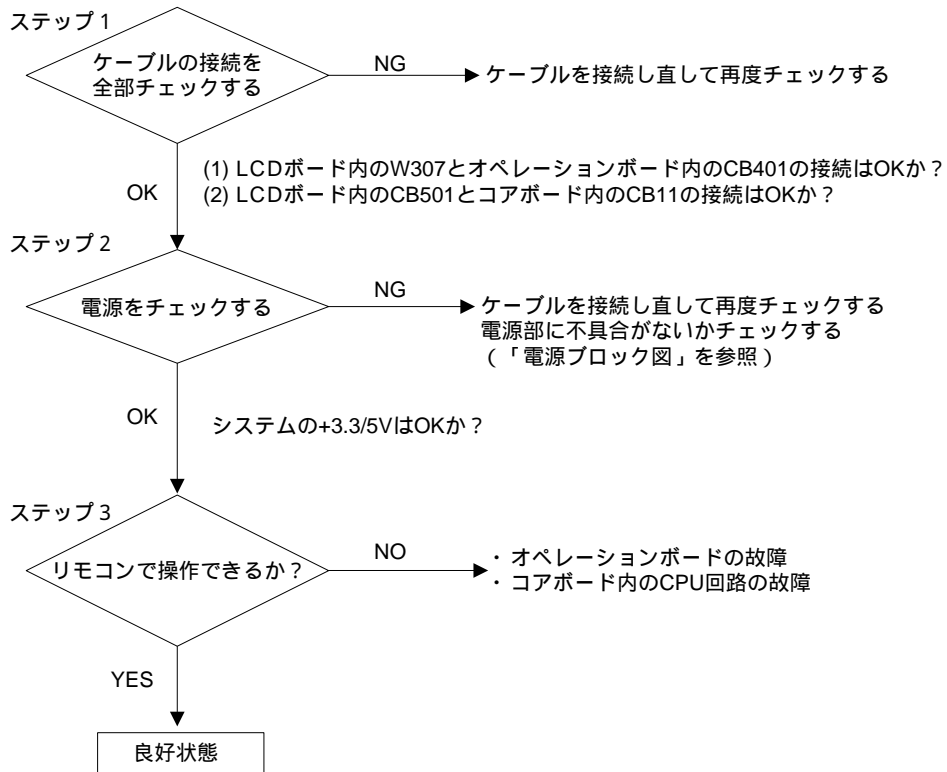 ステップ1
ケーブルの接続を
全部チェックする
NG
ケーブルを接続し直して再度チェックする
OK
(1) LCDボード内のW307とオペレーションボード内のCB401の接続はOKか？
(2) LCDボード内のCB501とコアボード内のCB11の接続はOKか？
ステップ2
電源をチェックする
NG
ケーブルを接続し直して再度チェックする
電源部に不具合がないかチェックする
（「電源ブロック図」を参照）
OK
システムの+3.3/5VはOKか？
ステップ3
リモコンで操作できるか？
NO
・ オペレーションボードの故障
・ コアボード内のCPU回路の故障
YES
良好状態